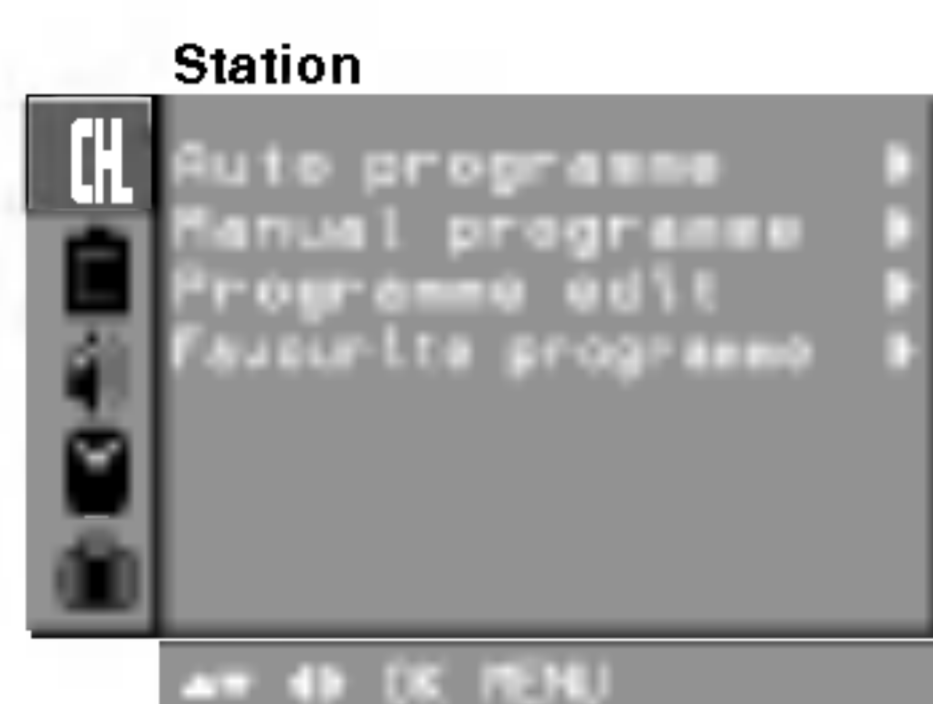 Station
CH
Auto programme
Manual programme
Programme edit
Favourite programme
OK MENU